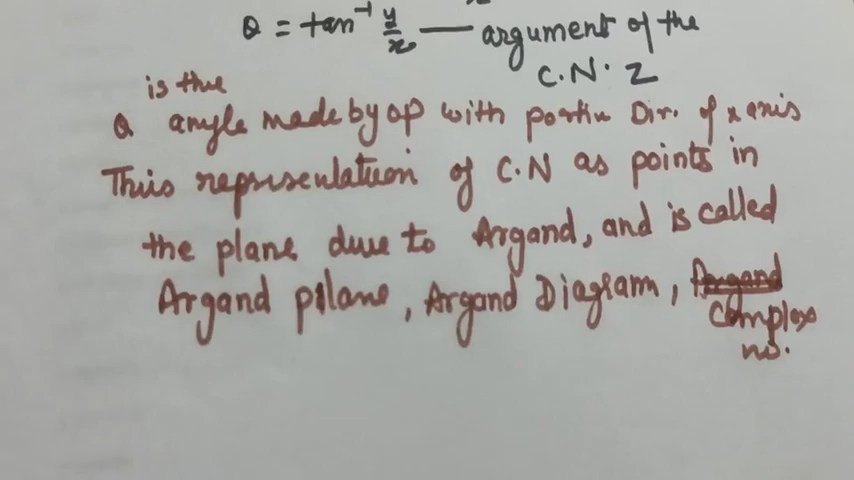 θ = tan⁻¹ y/x — argument of the
C.N. Z
is the
θ angle made by op with positive Dir. of x axis
This representation of C.N as points in
the plane due to Argand, and is called
Argand plane, Argand Diagram, Argand
Complex
no.